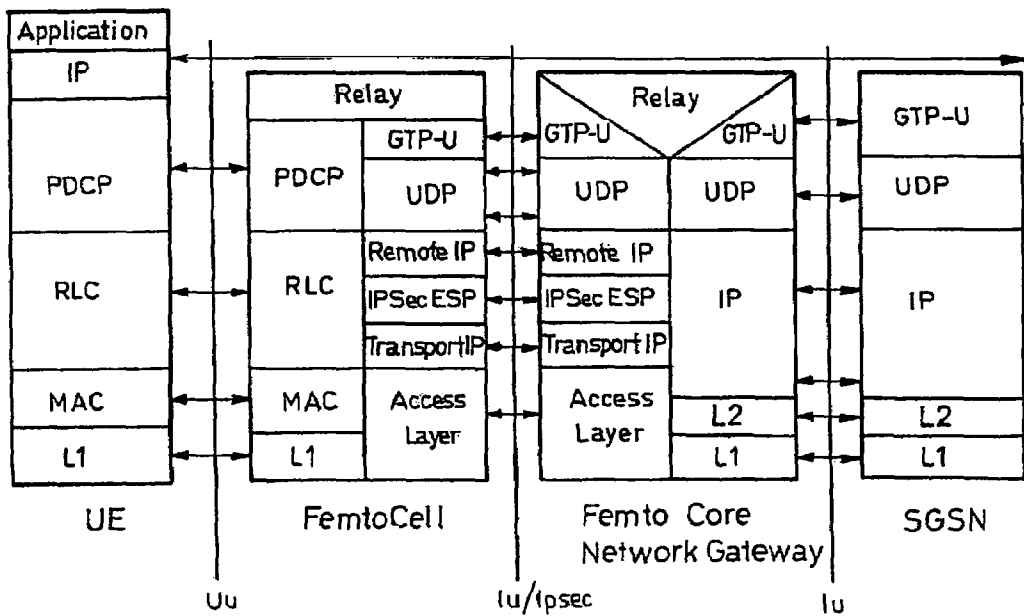 Application
IP
PDCP
RLC
MAC
L1
UE
Relay
PDCP
RLC
MAC
L1
GTP-U
UDP
Remote IP
IPSec ESP
Transport IP
Access
Layer
FemtoCell
Relay
GTP-U
GTP-U
UDP
UDP
Remote IP
IPSec ESP
Transport IP
Access
Layer
IP
L2
L1
Femto Core
Network Gateway
GTP-U
UDP
IP
L2
L1
SGSN
Uu
Iu/Ipsec
Iu